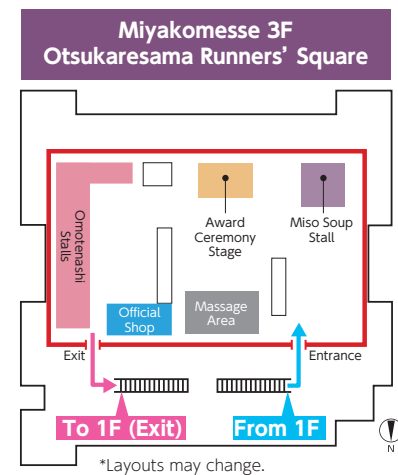 Miyakomesse 3F
Otsukaresama Runners' Square
Omotenashi
Stalls
Award
Ceremony
Stage
Miso Soup
Stall
Official
Shop
Massage
Area
Exit
Entrance
To 1F (Exit)
From 1F
N
*Layouts may change.